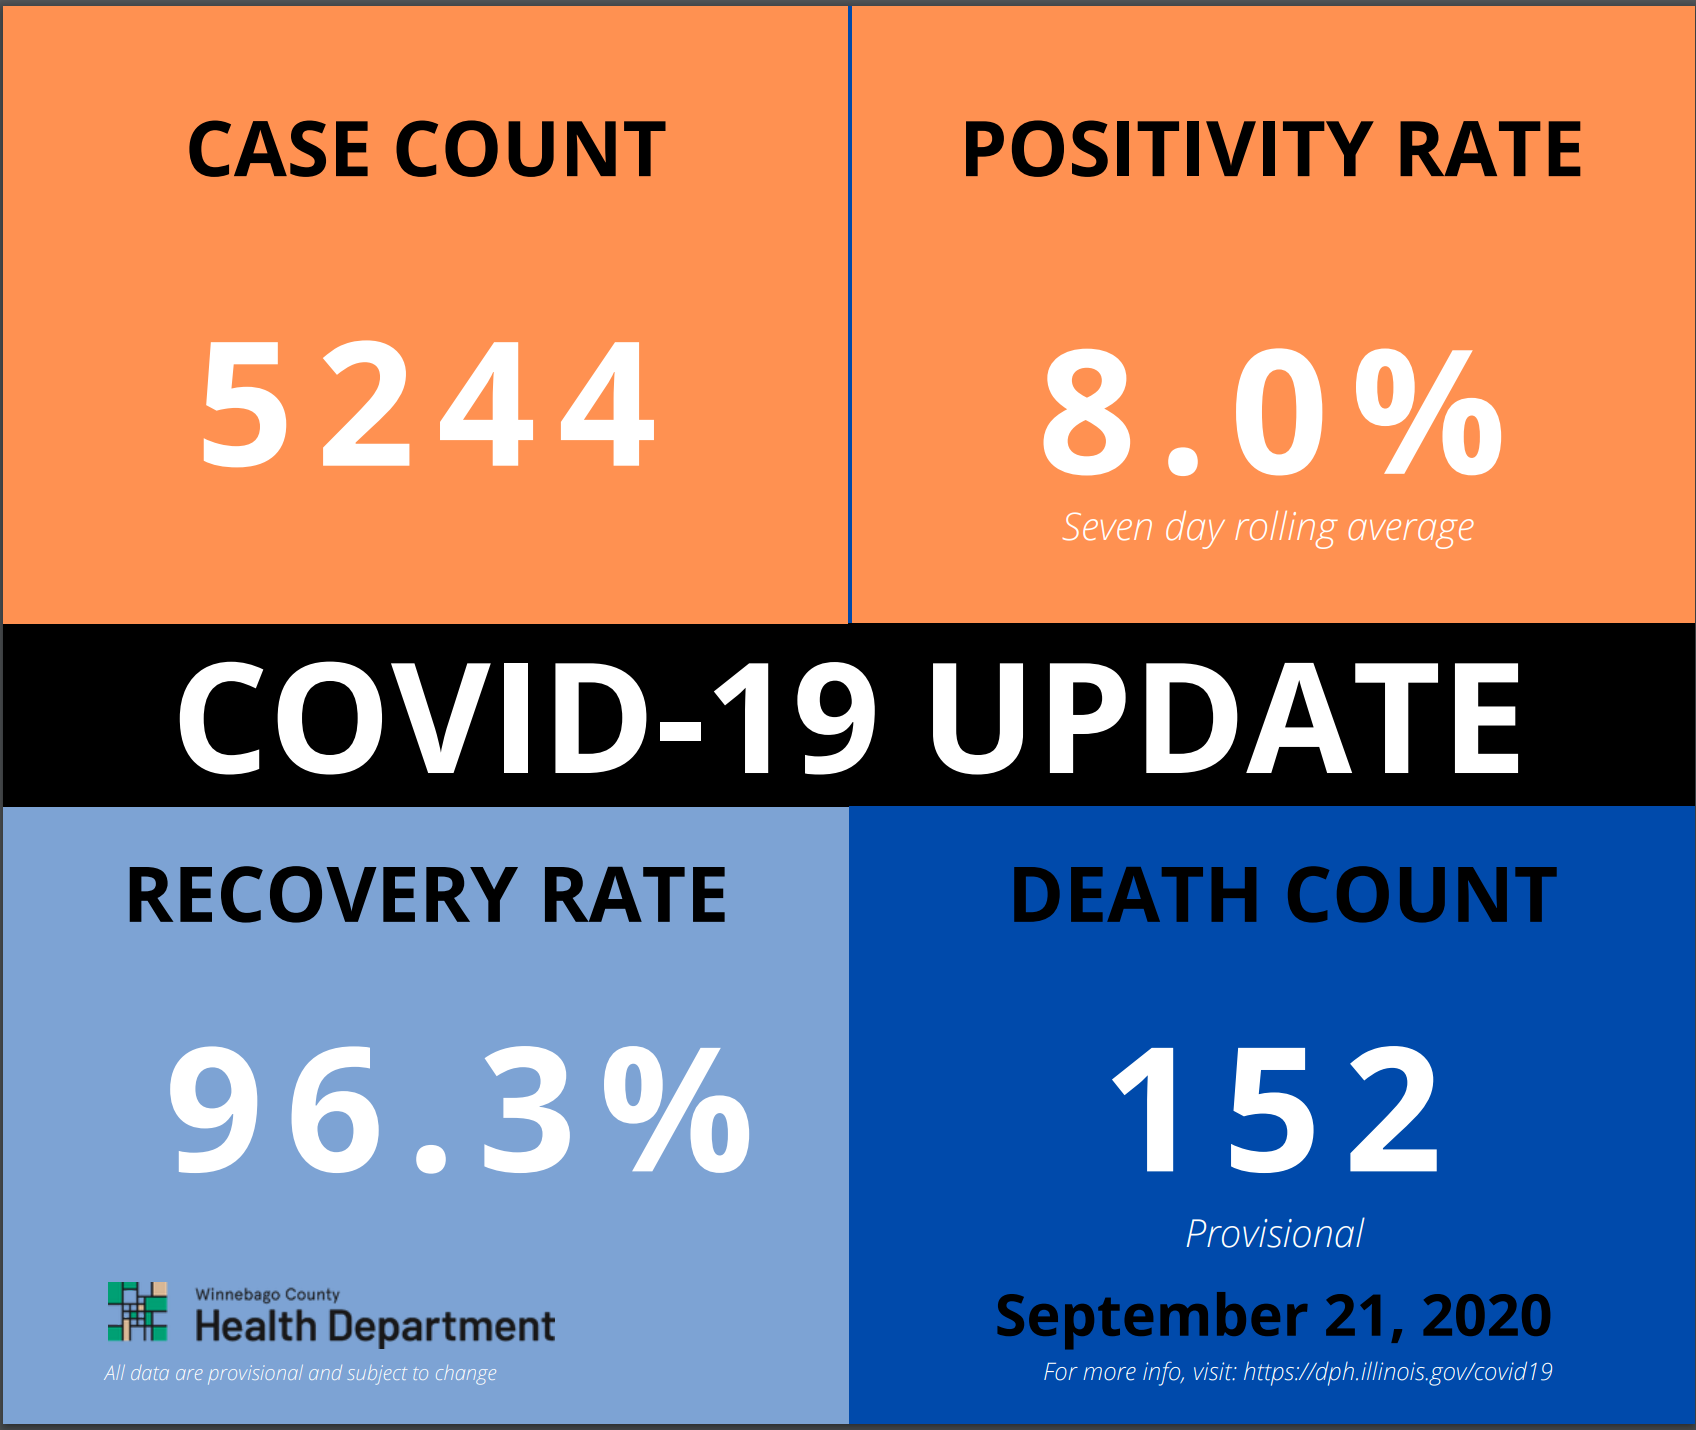 CASE COUNT
5244
POSITIVITY RATE
8.0%
Seven day rolling average
COVID-19 UPDATE
RECOVERY RATE
96.3%
Winnebago County
Health Department
All data are provisional and subject to change
DEATH COUNT
152
Provisional
September 21, 2020
For more info, visit: https://dph.illinois.gov/covid19